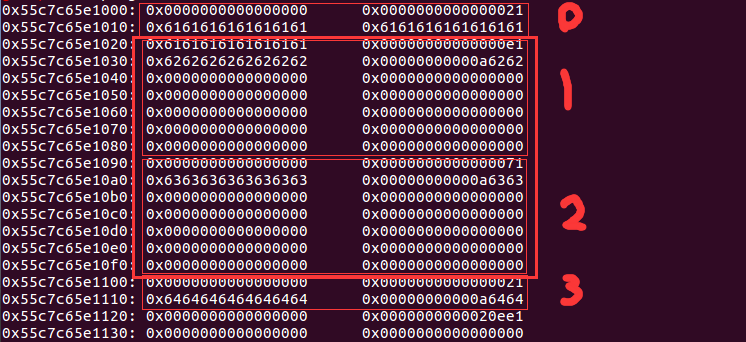 0x55c7c65e1000: 0x0000000000000000 0x0000000000000021 0
0x55c7c65e1010: 0x6161616161616161 0x6161616161616161
0x55c7c65e1020: 0x6161616161616161 0x00000000000000e1
0x55c7c65e1030: 0x6262626262626262 0x00000000000a6262
0x55c7c65e1040: 0x0000000000000000 0x0000000000000000 1
0x55c7c65e1050: 0x0000000000000000 0x0000000000000000
0x55c7c65e1060: 0x0000000000000000 0x0000000000000000
0x55c7c65e1070: 0x0000000000000000 0x0000000000000000
0x55c7c65e1080: 0x0000000000000000 0x0000000000000000
0x55c7c65e1090: 0x0000000000000000 0x0000000000000071
0x55c7c65e10a0: 0x6363636363636363 0x00000000000a6363
0x55c7c65e10b0: 0x0000000000000000 0x0000000000000000
0x55c7c65e10c0: 0x0000000000000000 0x0000000000000000 2
0x55c7c65e10d0: 0x0000000000000000 0x0000000000000000
0x55c7c65e10e0: 0x0000000000000000 0x0000000000000000
0x55c7c65e10f0: 0x0000000000000000 0x0000000000000000
0x55c7c65e1100: 0x0000000000000000 0x0000000000000021
0x55c7c65e1110: 0x6464646464646464 0x00000000000a6464 3
0x55c7c65e1120: 0x0000000000000000 0x0000000000020ee1
0x55c7c65e1130: 0x0000000000000000 0x0000000000000000